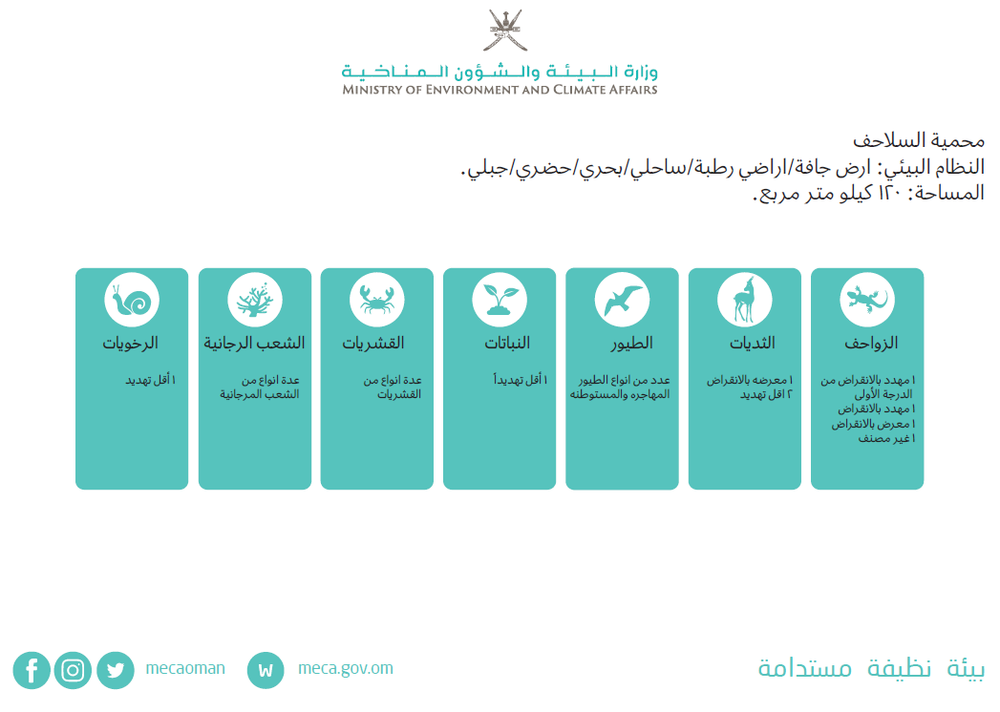 وزارة البيئة والشؤون المناخية
MINISTRY OF ENVIRONMENT AND CLIMATE AFFAIRS
محمية السلاحف
النظام البيئي: ارض جافة/اراضي رطبة/ساحلي/بحري/حضري/جبلي.
المساحة: ١٢٠ كيلو متر مربع.
الزواحف
١ مهدد بالانقراض من
الدرجة الأولى
١ مهدد بالانقراض
١ معرض بالانقراض
١ غير مصنف
الثديات
١ معرضه بالانقراض
٢ اقل تهديد
الطيور
عدد من انواع الطيور
المهاجره والمستوطنه
النباتات
١ أقل تهديداً
القشريات
عدة انواع من
القشريات
الشعب الرجانية
عدة انواع من
الشعب المرجانية
الرخويات
١ أقل تهديد
mecaoman
W
meca.gov.om
بيئة نظيفة مستدامة